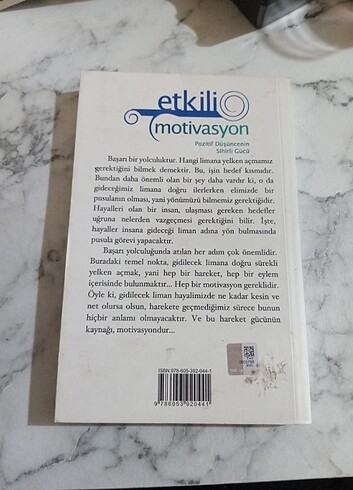 etkili
motivasyon
Pozitif Düşüncenin
Sihirli Gücü
Başarı bir yolculuktur. Hangi limana yelken açmamız
gerektiğini bilmek demektir. Bu, işin hedef kısmıdır.
Bundan daha önemli olan bir şey daha vardır ki, o da
gideceğimiz limana doğru ilerlerken elimizde bir
pusulanın olması, yani yönümüzü bilmemiz gerektiğidir.
Hayalleri olan bir insan, ulaşması gereken hedefler
uğruna nelerden vazgeçmesi gerektiğini bilir. İşte,
hayaller insana gideceği liman adına yön bulmasında
pusula görevi yapacaktır.
Başarı yolculuğunda atılan her adım çok önemlidir.
Buradaki temel nokta, gidilecek limana doğru sürekli
yelken açmak, yani hep bir hareket, hep bir eylem
içerisinde bulunmaktır... Hep bir motivasyon gereklidir.
Öyle ki, gidilecek liman hayalimizde ne kadar kesin ve
net olursa olsun, harekete geçmediğimiz sürece bunun
hiçbir anlamı olmayacaktır. Ve bu hareket gücünün
kaynağı, motivasyondur...
ISBN 978-605-392-044-1
9 786053 920441